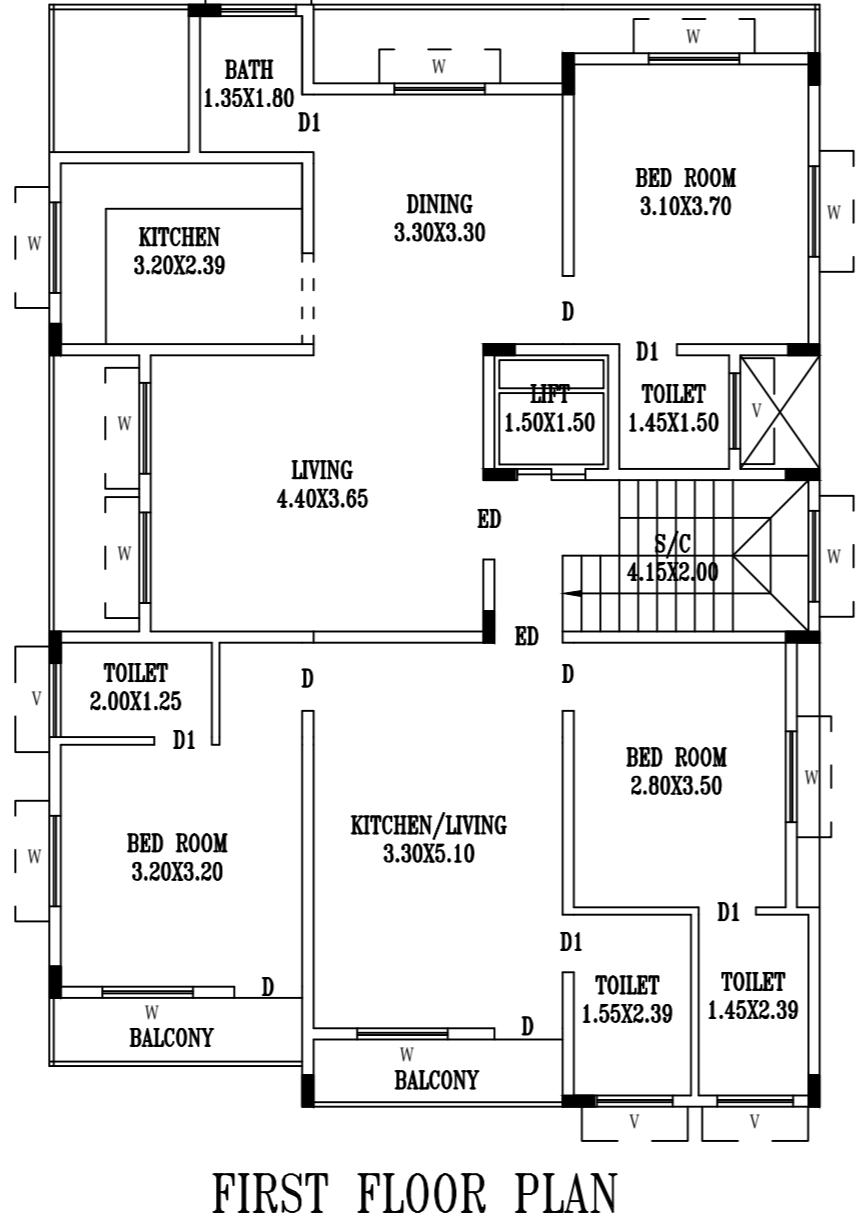 W
W
BATH
1.35X1.80
D1
BED ROOM
3.10X3.70
W
DINING
3.30X3.30
W
KITCHEN
3.20X2.39
D
D1
LIFT
1.50X1.50
TOILET
1.45X1.50
V
W
LIVING
4.40X3.65
ED
W
S/C
4.15X2.00
W
ED
TOILET
2.00X1.25
D
D
V
D1
BED ROOM
2.80X3.50
W
KITCHEN/LIVING
3.30X5.10
BED ROOM
3.20X3.20
W
D1
D1
TOILET
1.55X2.39
TOILET
1.45X2.39
D
W
BALCONY
D
W
BALCONY
V
V
FIRST FLOOR PLAN